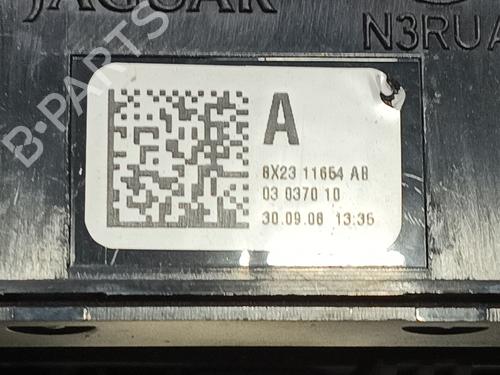 JAGUAR
N3RUA
B-PARTS
A
8X23 11654 AB
03 0370 10
30.09.08 13:35